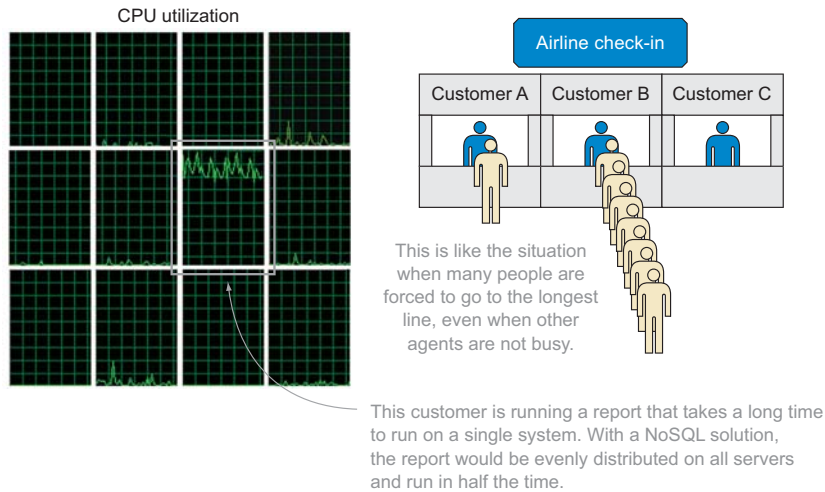 CPU utilization
Airline check-in
Customer A
Customer B
Customer C
This is like the situation
when many people are
forced to go to the longest
line, even when other
agents are not busy.
This customer is running a report that takes a long time
to run on a single system. With a NoSQL solution,
the report would be evenly distributed on all servers
and run in half the time.